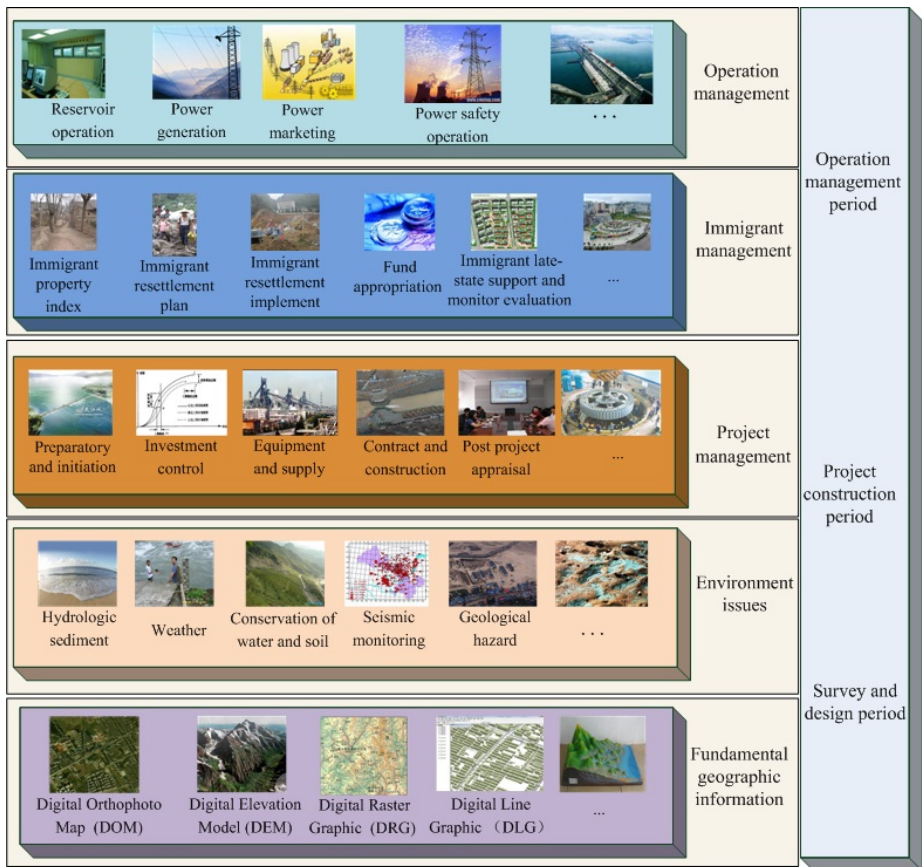 Reservoir
operation
Power
generation
Power
marketing
Power safety
operation
...
Operation
management
Immigrant
property
index
Immigrant
resettlement
plan
Immigrant
resettlement
implement
Fund
appropriation
Immigrant late-
state support and
monitor evaluation
...
Immigrant
management
Preparatory
and initiation
Investment
control
Equipment
and supply
Contract and
construction
Post project
appraisal
...
Project
management
Hydrologic
sediment
Weather
Conservation of
water and soil
Seismic
monitoring
Geological
hazard
...
Environment
issues
Digital Orthophoto
Map (DOM)
Digital Elevation
Model (DEM)
Digital Raster
Graphic (DRG)
Digital Line
Graphic（DLG）
...
Fundamental
geographic
information
Operation
management
period
Project
construction
period
Survey and
design period